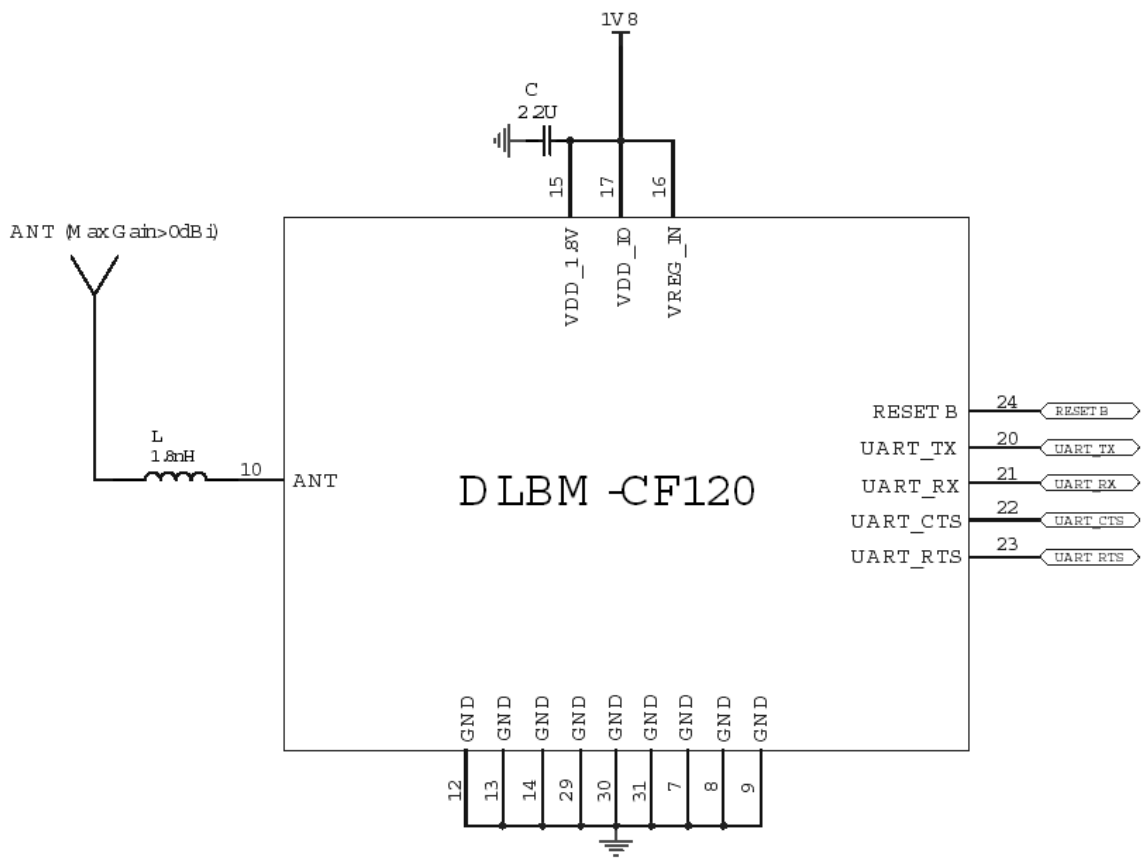 1V8
C
2.2U
15
17
16
ANT (MaxGain>0dBi)
VDD_1.8V
VDD_IO
VREG_IN
RESETB
24
RESETB
UART_TX
20
UART_TX
L
1.8nH
10
ANT
DLBM-CF120
UART_RX
21
UART_RX
UART_CTS
22
UART_CTS
UART_RTS
23
UART_RTS
GND
GND
GND
GND
GND
GND
GND
GND
GND
12
13
14
29
30
31
7
8
9